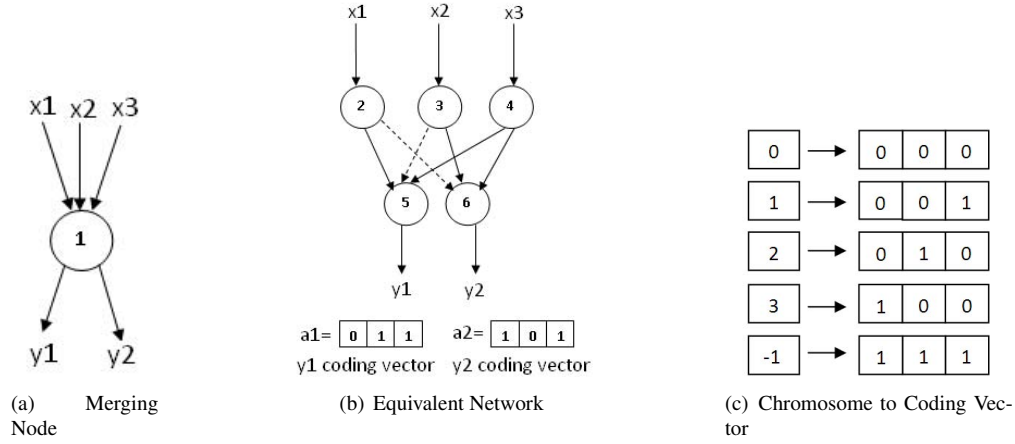 x1 x2 x3
1
y1 y2
(a) Merging
Node
x1 x2 x3
2 3 4
5 6
y1 y2
a1= 0 1 1 a2= 1 0 1
y1 coding vector y2 coding vector
(b) Equivalent Network
0 0 0 0
1 0 0 1
2 0 1 0
3 1 0 0
-1 1 1 1
(c) Chromosome to Coding Vec-
tor